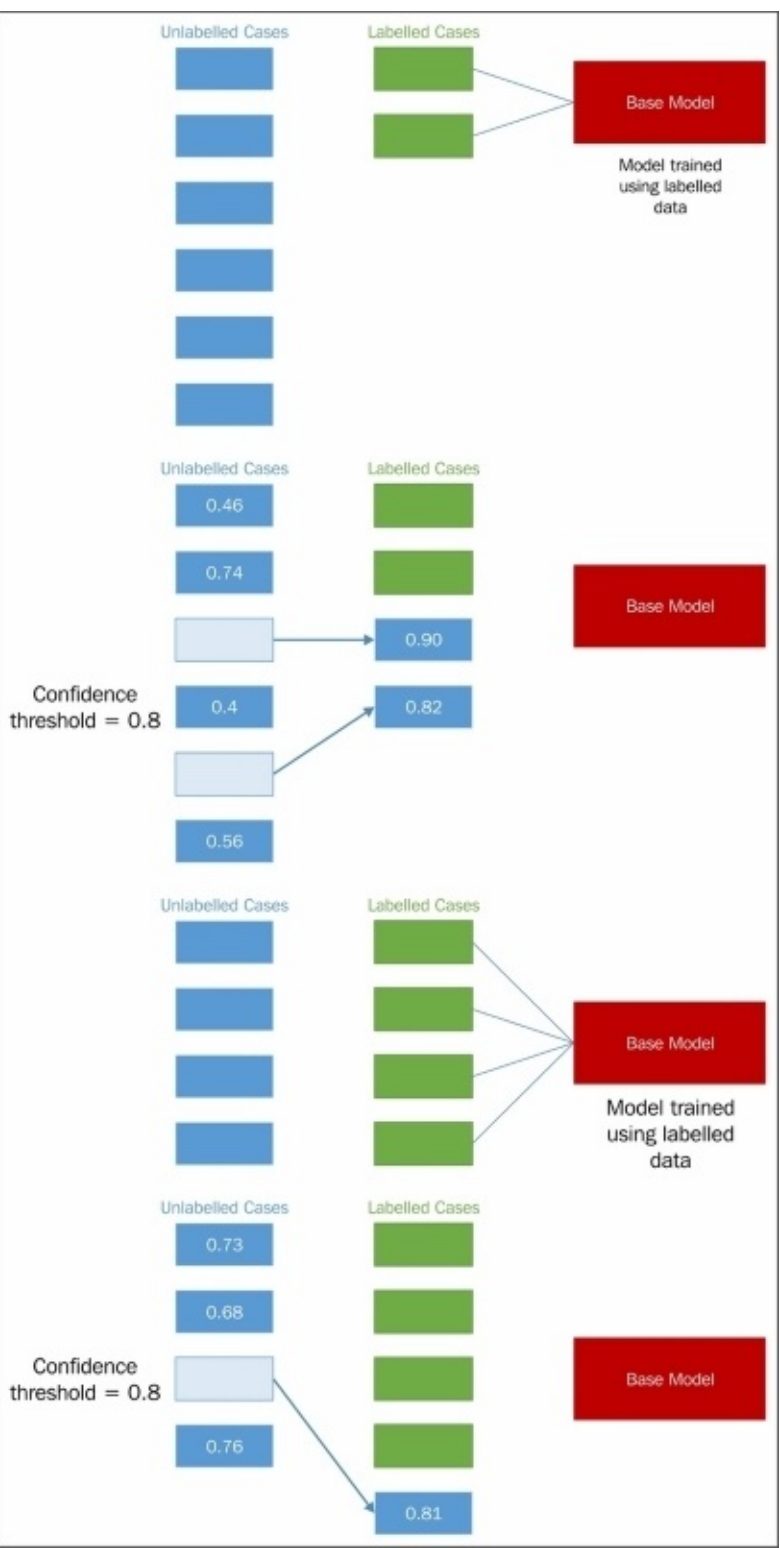 Unlabelled Cases
Labelled Cases
Base Model
Model trained
using labelled
data
Unlabelled Cases
Labelled Cases
0.46
0.74
Base Model
0.90
Confidence
threshold = 0.8
0.4
0.82
0.56
Unlabelled Cases
Labelled Cases
Base Model
Model trained
using labelled
data
Unlabelled Cases
Labelled Cases
0.73
0.68
Confidence
threshold = 0.8
Base Model
0.76
0.81